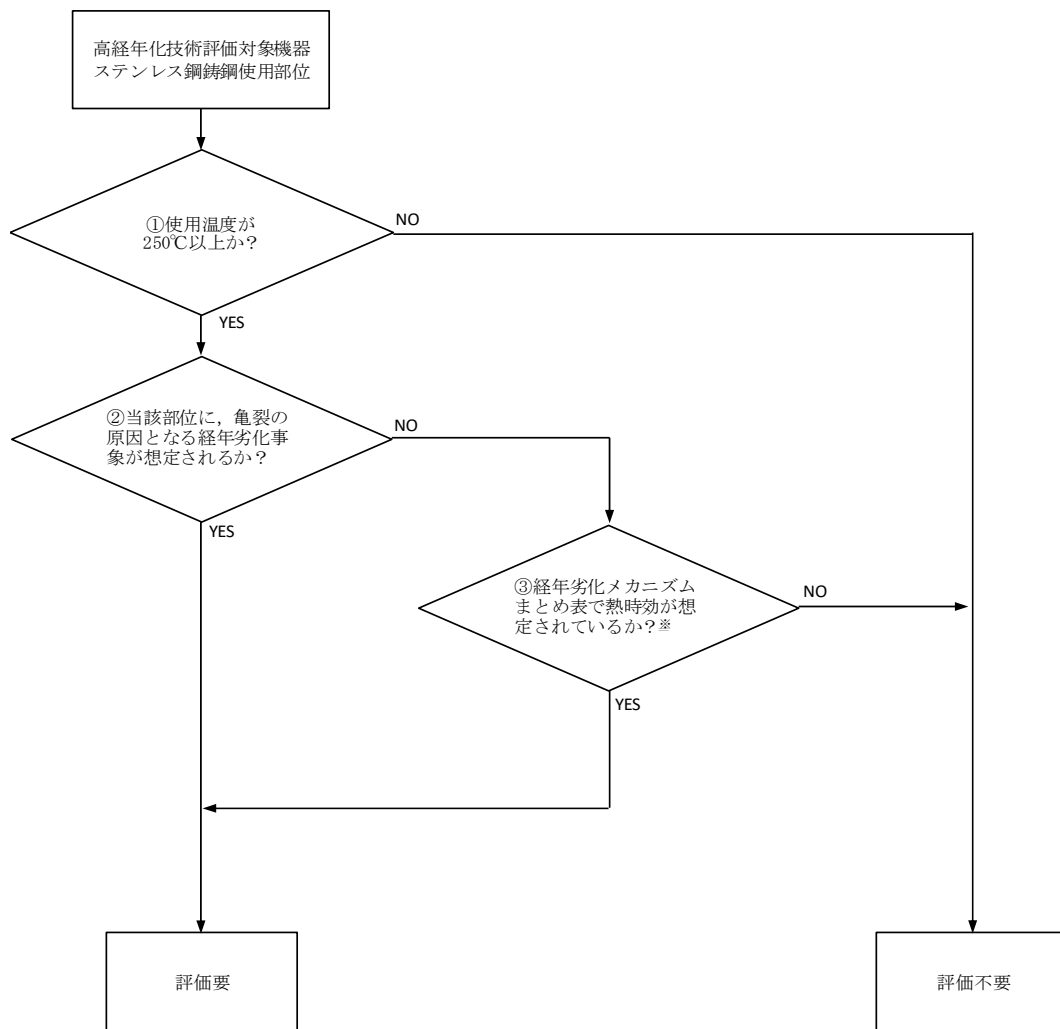 高経年化技術評価対象機器
ステンレス鋼鋳鋼使用部位
①使用温度が
250℃以上か?
NO
YES
②当該部位に，亀裂の
原因となる経年劣化事
象が想定されるか?
NO
YES
③経年劣化メカニズム
まとめ表で熱時効が想
定されているか?※
NO
YES
評価要
評価不要